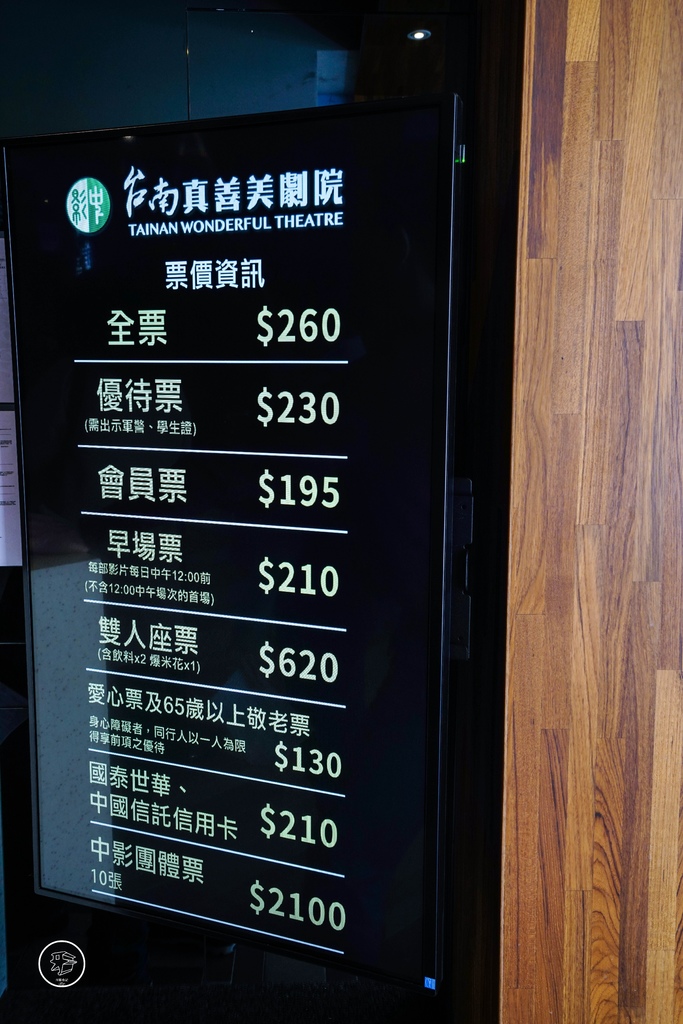 中影
台南真善美劇院
TAINAN WONDERFUL THEATRE
票價資訊
全票 $260
優待票 $230
(需出示軍警、學生證)
會員票 $195
早場票 $210
每部影片每日中午12:00前
(不含12:00中午場次的首場)
雙人座票 $620
(含飲料x2 爆米花x1)
愛心票及65歲以上敬老票
身心障礙者，同行人以一人為限
得享前項之優待 $130
國泰世華、
中國信託信用卡 $210
中影團體票
10張 $2100